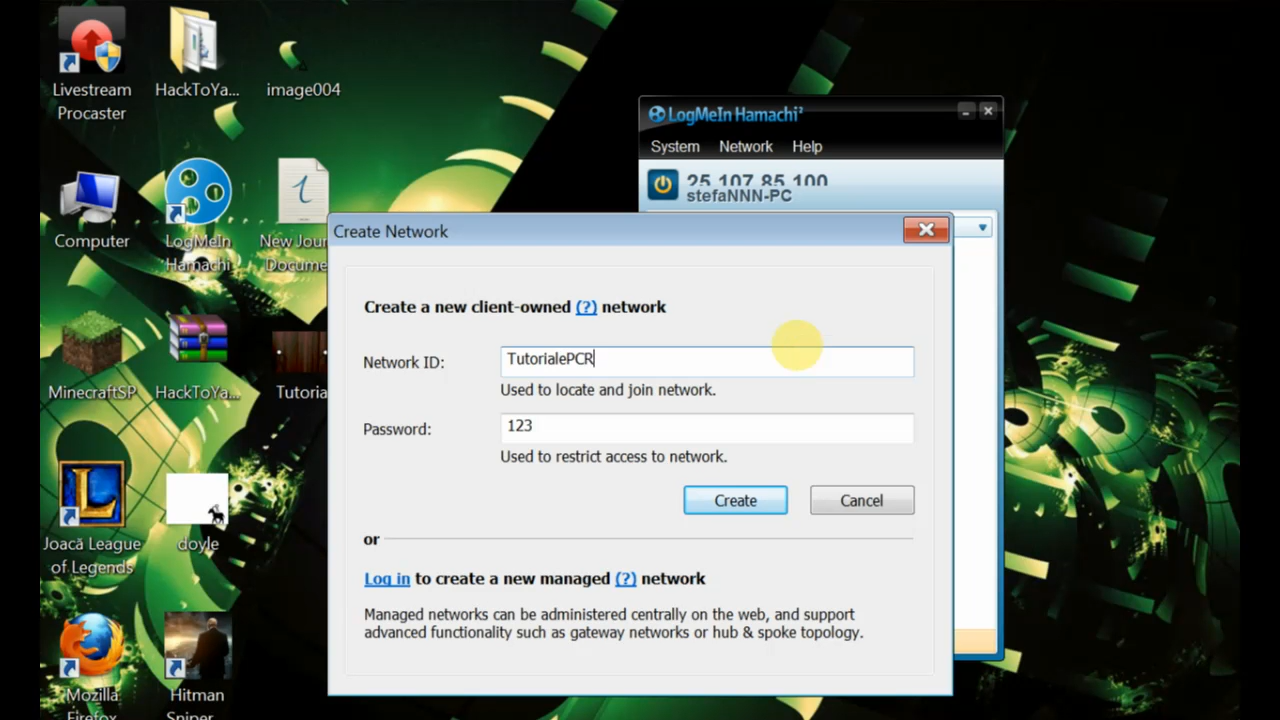 Livestream
Procaster
HackToYa...
image004
Computer
LogMeIn
Hamachi
New Jour
Docume
MinecraftSP
HackToYa...
Tutoria
Joacă League
of Legends
doyle
Mozilla
Firefox
Hitman
Sniper
LogMeIn Hamachi²
System Network Help
25.107.85.100
stefaNNN-PC
Create Network
Create a new client-owned (?) network
Network ID: TutorialePCR
Used to locate and join network.
Password: 123
Used to restrict access to network.
Create Cancel
or
Log in to create a new managed (?) network
Managed networks can be administered centrally on the web, and support
advanced functionality such as gateway networks or hub & spoke topology.